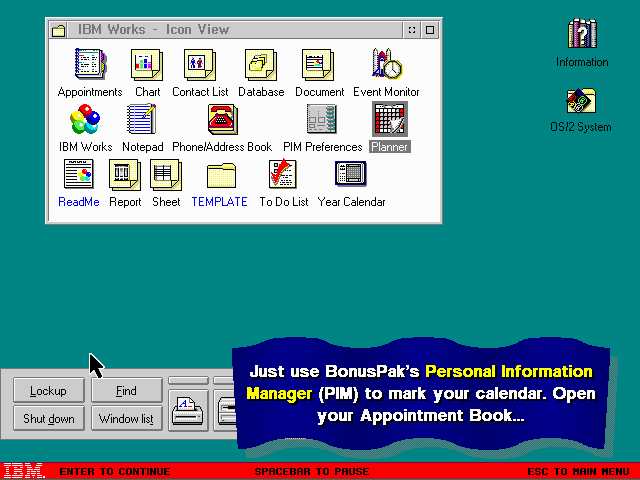 IBM Works - Icon View
Appointments Chart Contact List Database Document Event Monitor
IBM Works Notepad Phone/Address Book PIM Preferences Planner
ReadMe Report Sheet TEMPLATE To Do List Year Calendar
Information
OS/2 System
Lockup Find
Shut down Window list
Just use BonusPak's Personal Information
Manager (PIM) to mark your calendar. Open
your Appointment Book...
IBM. ENTER TO CONTINUE SPACEBAR TO PAUSE ESC TO MAIN MENU